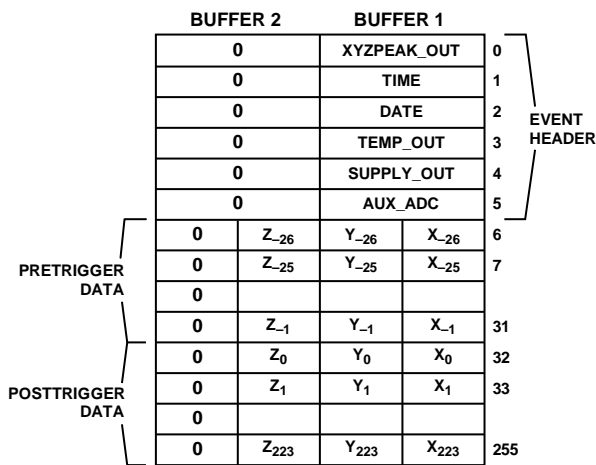 BUFFER 2 BUFFER 1
0 XYZPEAK_OUT 0
0 TIME 1
0 DATE 2
0 TEMP_OUT 3
0 SUPPLY_OUT 4
0 AUX_ADC 5
EVENT
HEADER
0 Z–26 Y–26 X–26 6
0 Z–25 Y–25 X–25 7
0
0 Z–1 Y–1 X–1 31
PRETRIGGER
DATA
0 Z0 Y0 X0 32
0 Z1 Y1 X1 33
0
0 Z223 Y223 X223 255
POSTTRIGGER
DATA